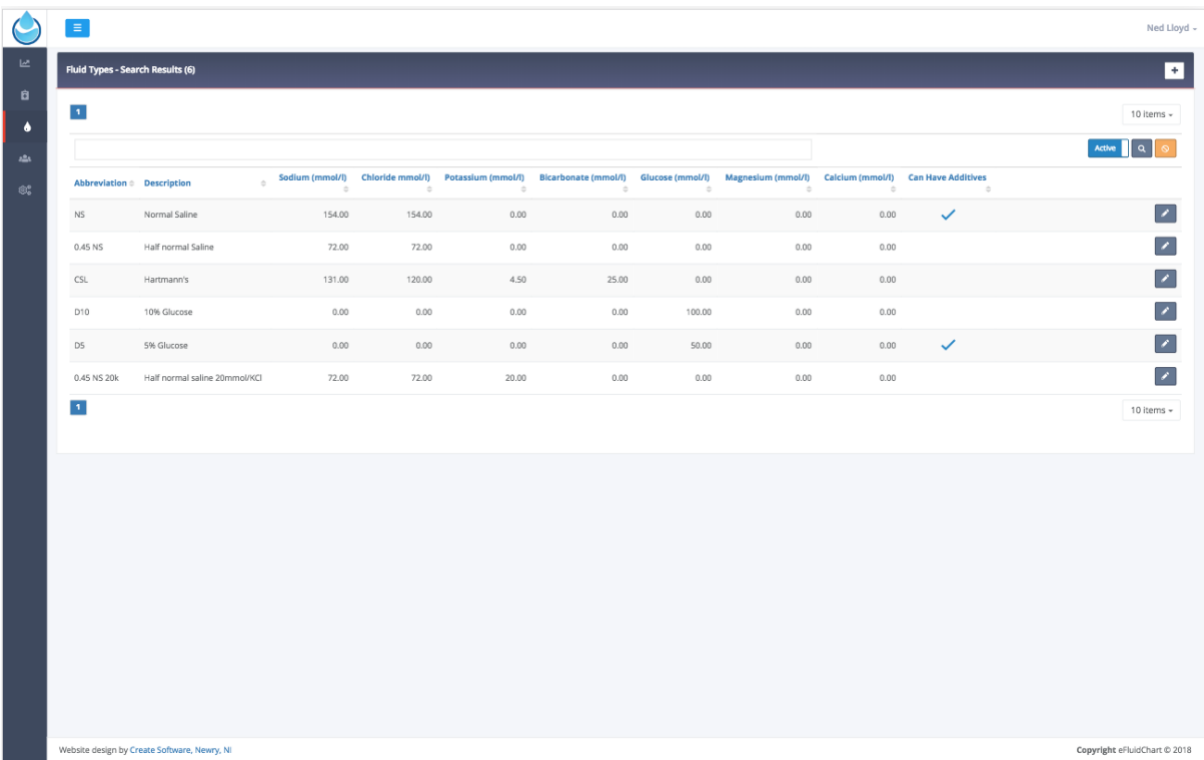 Ned Lloyd
Fluid Types - Search Results (6)
+
1
10 items
Active
Abbreviation Description Sodium (mmol/l) Chloride mmol/l) Potassium (mmol/l) Bicarbonate (mmol/l) Glucose (mmol/l) Magnesium (mmol/l) Calcium (mmol/l) Can Have Additives
NS Normal Saline 154.00 154.00 0.00 0.00 0.00 0.00 0.00
0.45 NS Half normal Saline 72.00 72.00 0.00 0.00 0.00 0.00 0.00
CSL Hartmann's 131.00 120.00 4.50 25.00 0.00 0.00 0.00
D10 10% Glucose 0.00 0.00 0.00 0.00 100.00 0.00 0.00
D5 5% Glucose 0.00 0.00 0.00 0.00 50.00 0.00 0.00
0.45 NS 20k Half normal saline 20mmol/KCl 72.00 72.00 20.00 0.00 0.00 0.00 0.00
1
10 items
Website design by Create Software, Newry, NI
Copyright eFluidChart © 2018